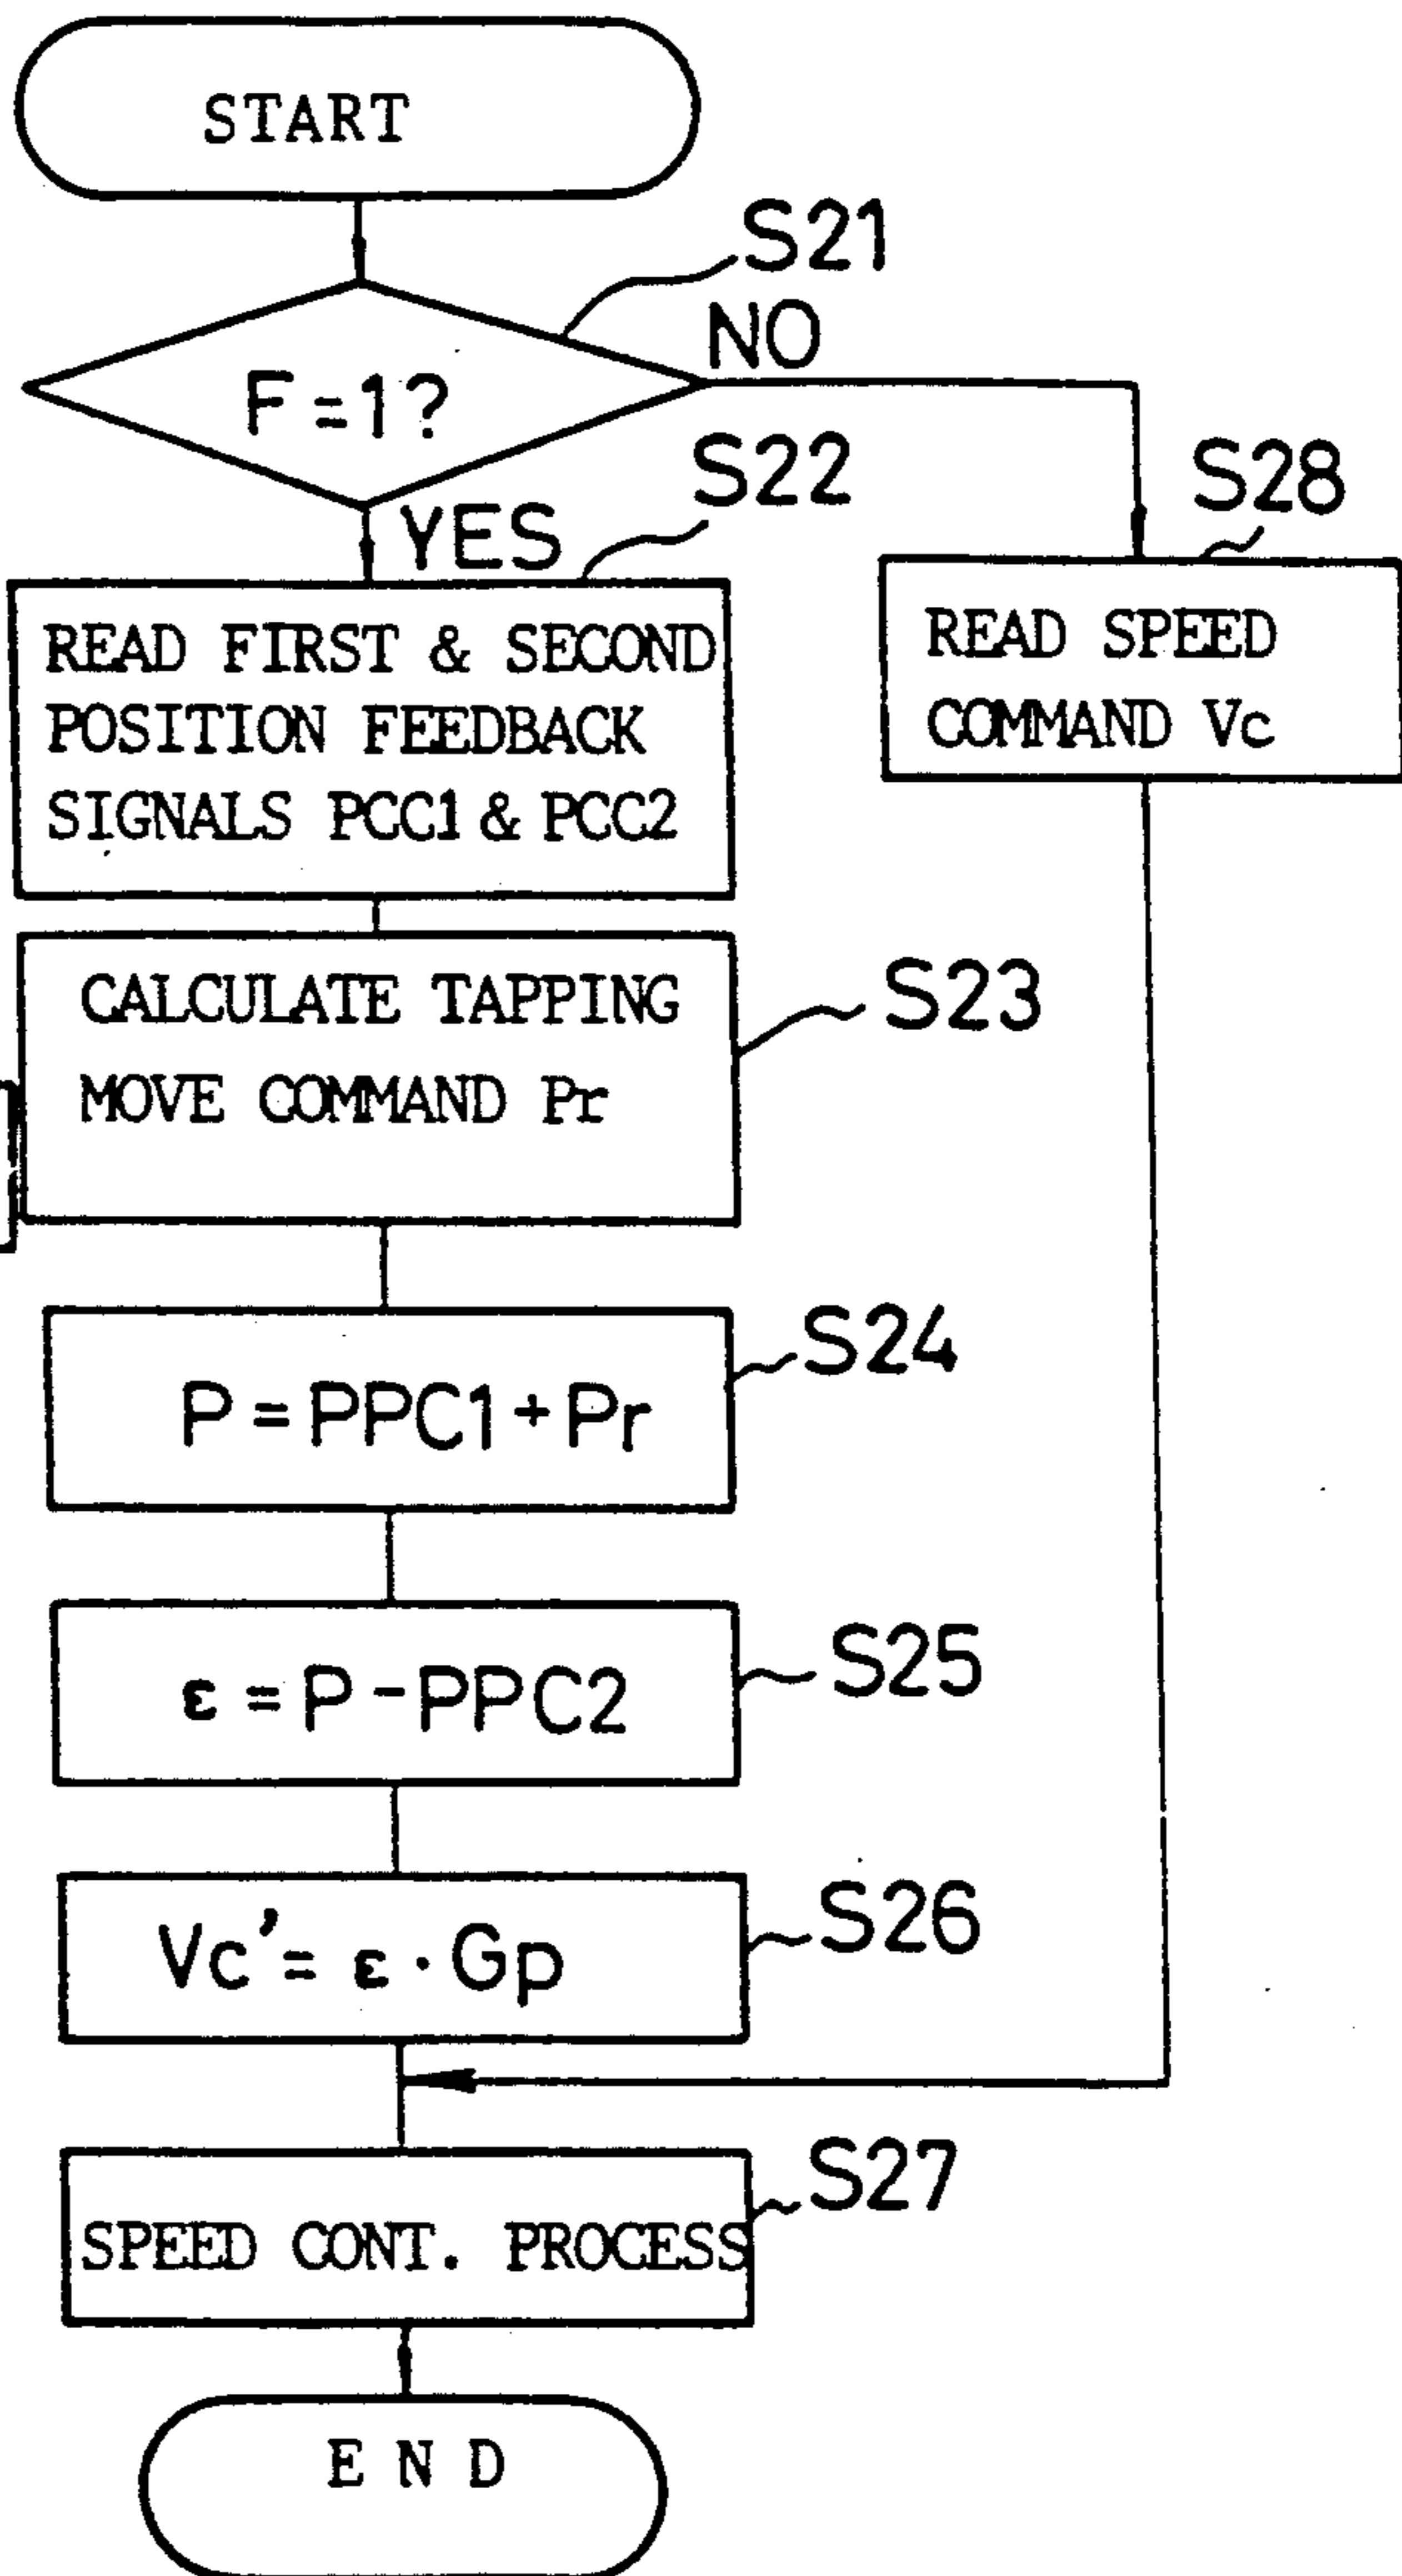 START
S21
F=1?
NO
YES
S22
S28
READ FIRST & SECOND
POSITION FEEDBACK
SIGNALS PCC1 & PCC2
READ SPEED
COMMAND Vc
CALCULATE TAPPING
MOVE COMMAND Pr
S23
P = PPC1 + Pr
S24
ε = P - PPC2
S25
Vc' = ε · Gp
S26
SPEED CONT. PROCESS
S27
END